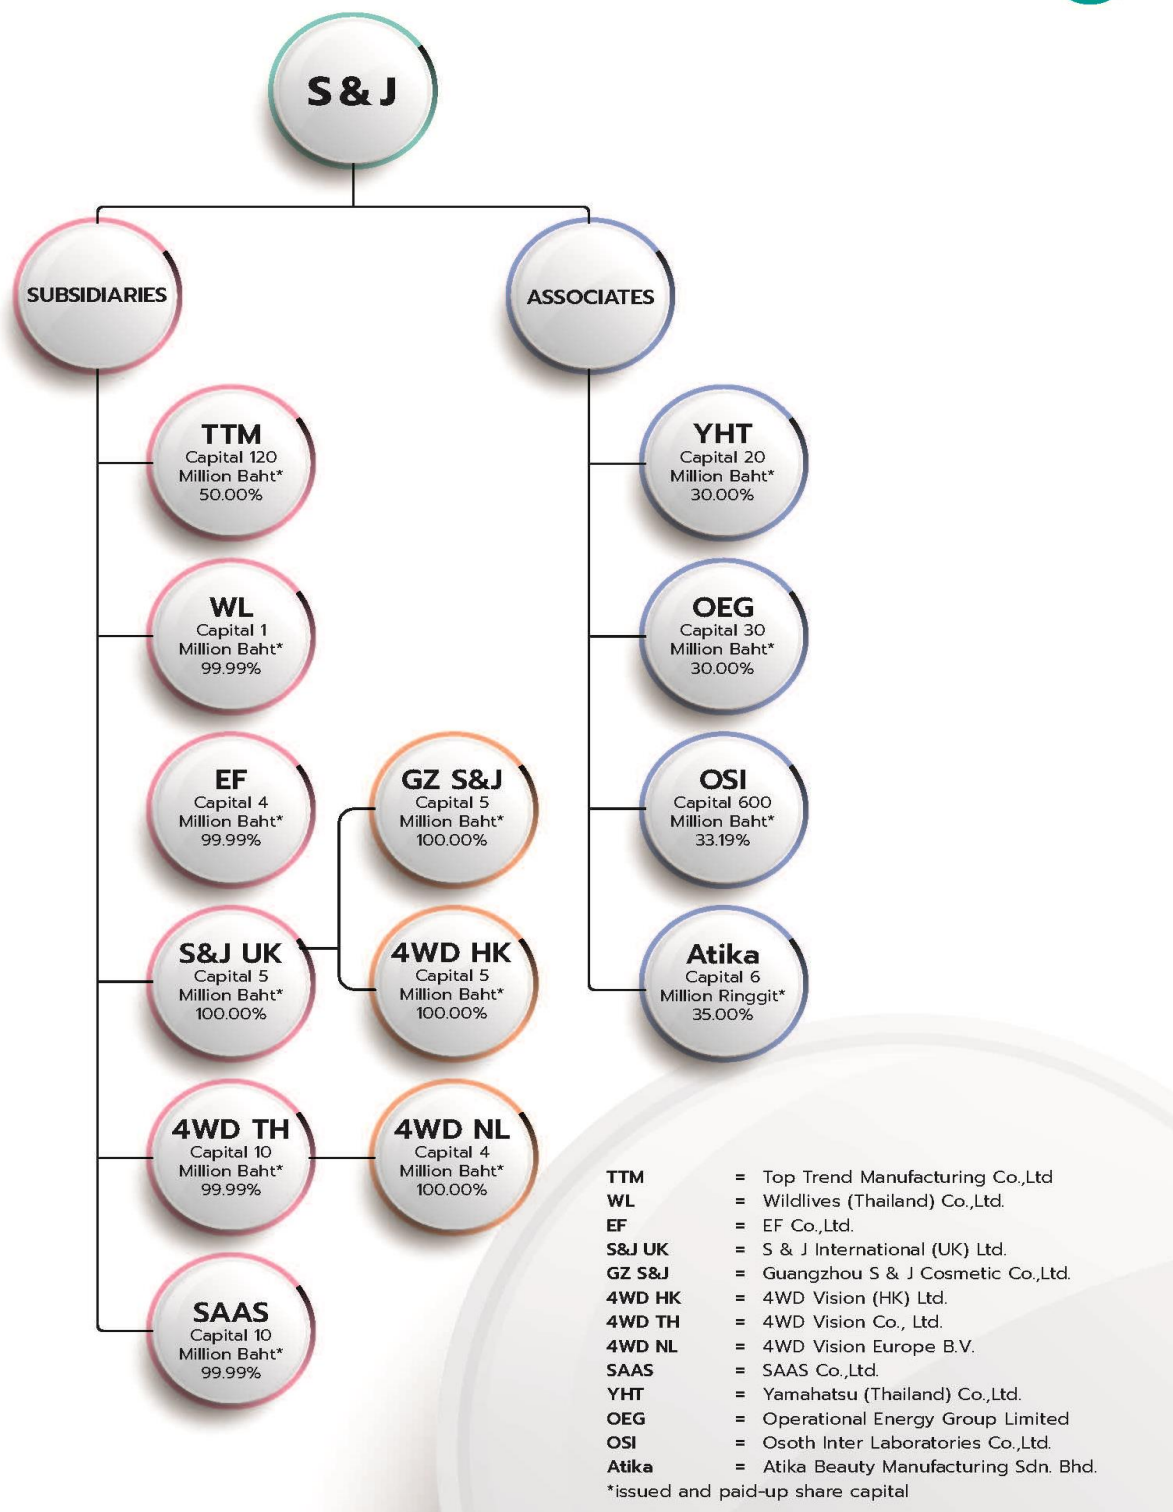 S & J
SUBSIDIARIES
ASSOCIATES
TTM
Capital 120
Million Baht*
50.00%
YHT
Capital 20
Million Baht*
30.00%
WL
Capital 1
Million Baht*
99.99%
OEG
Capital 30
Million Baht*
30.00%
EF
Capital 4
Million Baht*
99.99%
GZ S&J
Capital 5
Million Baht*
100.00%
OSI
Capital 600
Million Baht*
33.19%
S&J UK
Capital 5
Million Baht*
100.00%
4WD HK
Capital 5
Million Baht*
100.00%
Atika
Capital 6
Million Ringgit*
35.00%
4WD TH
Capital 10
Million Baht*
99.99%
4WD NL
Capital 4
Million Baht*
100.00%
SAAS
Capital 10
Million Baht*
99.99%
TTM = Top Trend Manufacturing Co.,Ltd
WL = Wildlives (Thailand) Co.,Ltd.
EF = EF Co.,Ltd.
S&J UK = S & J International (UK) Ltd.
GZ S&J = Guangzhou S & J Cosmetic Co.,Ltd.
4WD HK = 4WD Vision (HK) Ltd.
4WD TH = 4WD Vision Co., Ltd.
4WD NL = 4WD Vision Europe B.V.
SAAS = SAAS Co.,Ltd.
YHT = Yamahatsu (Thailand) Co.,Ltd.
OEG = Operational Energy Group Limited
OSI = Osoth Inter Laboratories Co.,Ltd.
Atika = Atika Beauty Manufacturing Sdn. Bhd.
*issued and paid-up share capital